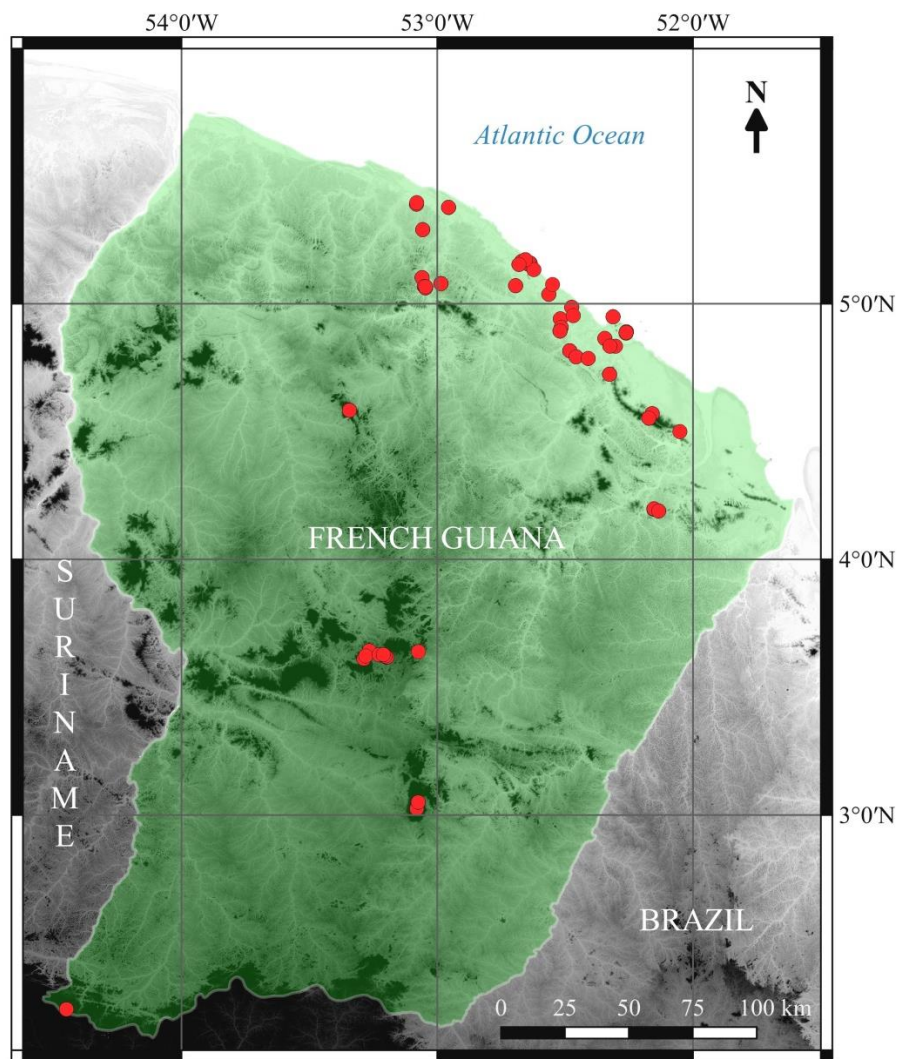 54°0'W 53°0'W 52°0'W
N
Atlantic Ocean
5°0'N
FRENCH GUIANA
4°0'N
SURINAME
3°0'N
BRAZIL
0 25 50 75 100 km